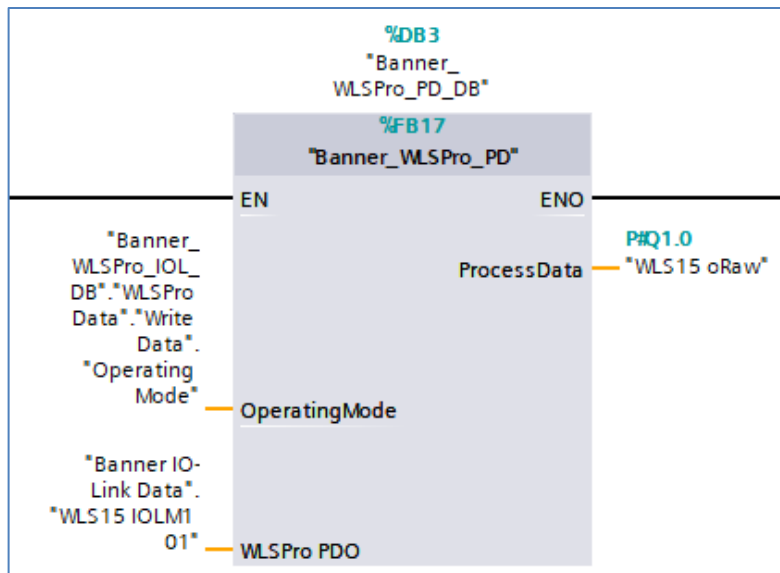 %DB3
"Banner_
WLSPro_PD_DB"
%FB17
"Banner_WLSPro_PD"
EN
ENO
"Banner_
WLSPro_IOL_
DB"."WLSPro
Data"."Write
Data".
"Operating
Mode"
OperatingMode
P#Q1.0
ProcessData
"WLS15 oRaw"
"Banner IO-
Link Data".
"WLS15 IOLM1
01"
WLSPro PDO